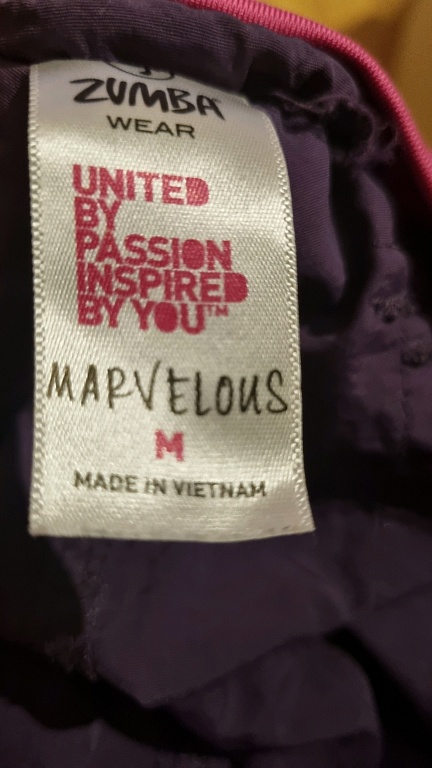 ZUMBA
WEAR
UNITED
BY
PASSION
INSPIRED
BY YOU™
MARVELOUS
M
MADE IN VIETNAM